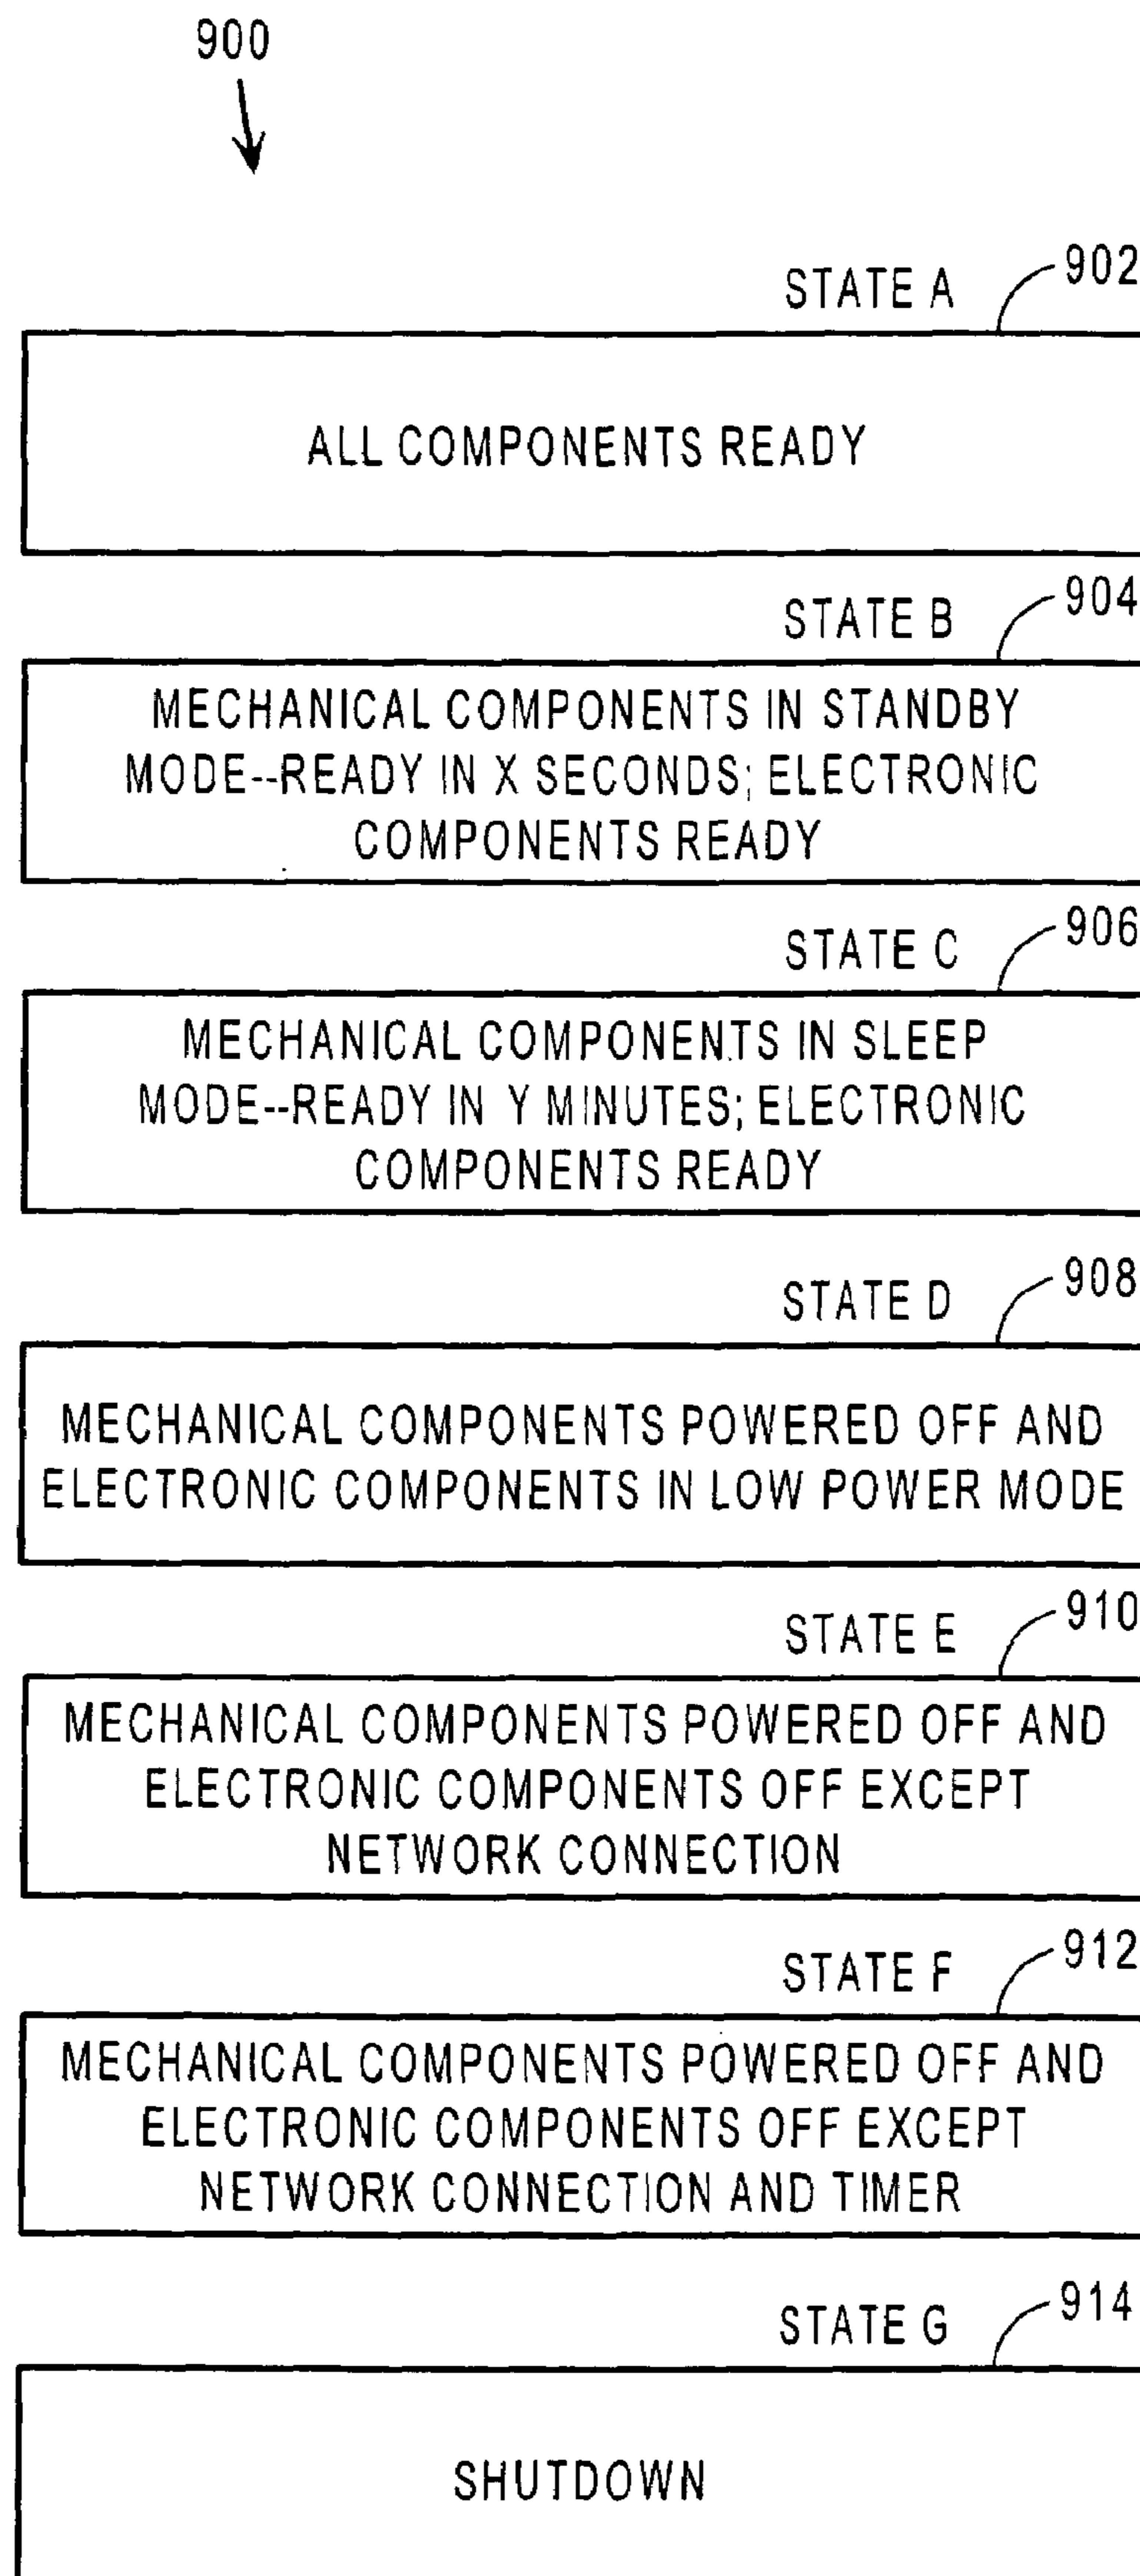 900
STATE A
902
ALL COMPONENTS READY
STATE B
904
MECHANICAL COMPONENTS IN STANDBY
MODE--READY IN X SECONDS; ELECTRONIC
COMPONENTS READY
STATE C
906
MECHANICAL COMPONENTS IN SLEEP
MODE--READY IN Y MINUTES; ELECTRONIC
COMPONENTS READY
STATE D
908
MECHANICAL COMPONENTS POWERED OFF AND
ELECTRONIC COMPONENTS IN LOW POWER MODE
STATE E
910
MECHANICAL COMPONENTS POWERED OFF AND
ELECTRONIC COMPONENTS OFF EXCEPT
NETWORK CONNECTION
STATE F
912
MECHANICAL COMPONENTS POWERED OFF AND
ELECTRONIC COMPONENTS OFF EXCEPT
NETWORK CONNECTION AND TIMER
STATE G
914
SHUTDOWN